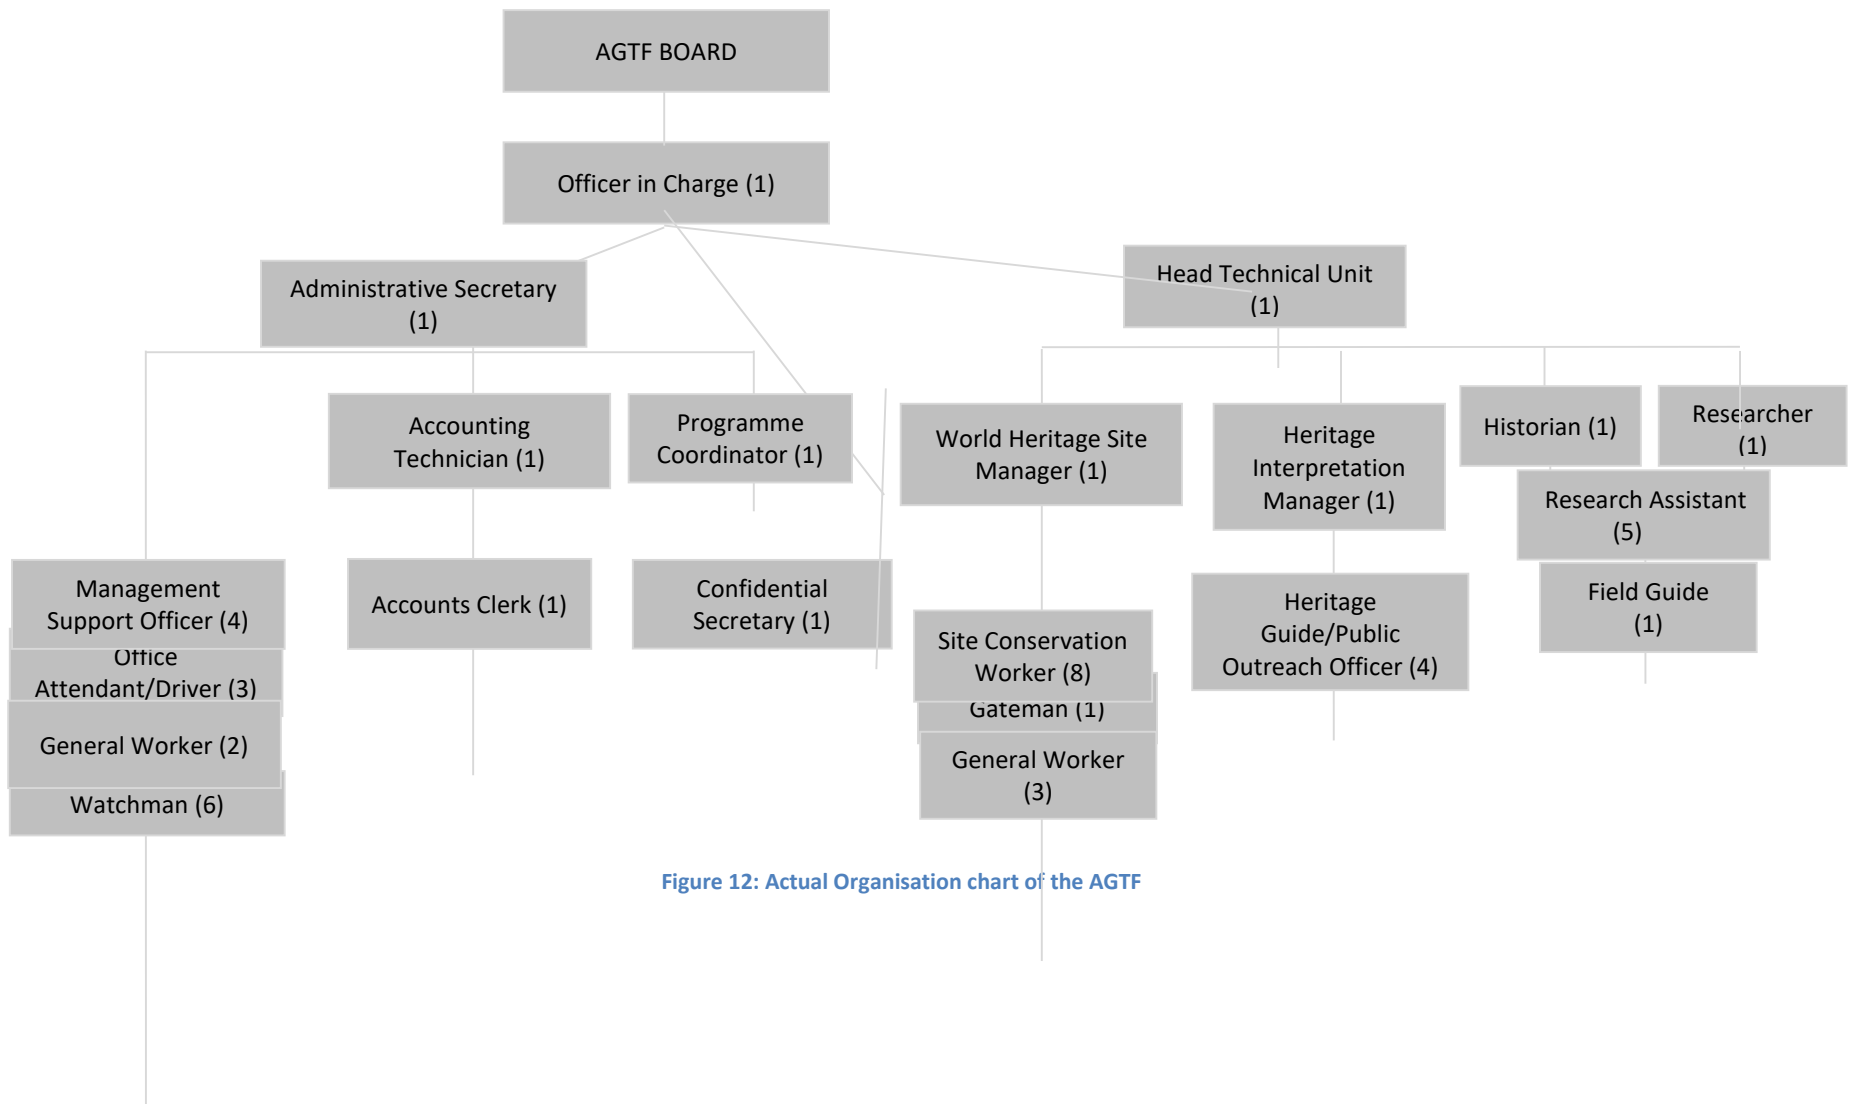 AGTF BOARD
Officer in Charge (1)
Administrative Secretary
(1)
Head Technical Unit
(1)
Accounting
Technician (1)
Programme
Coordinator (1)
World Heritage Site
Manager (1)
Heritage
Interpretation
Manager (1)
Historian (1)
Researcher
(1)
Research Assistant
(5)
Management
Support Officer (4)
Accounts Clerk (1)
Confidential
Secretary (1)
Heritage
Guide/Public
Outreach Officer (4)
Field Guide
(1)
Office
Attendant/Driver (3)
General Worker (2)
Watchman (6)
Site Conservation
Worker (8)
Gateman (1)
General Worker
(3)
Figure 12: Actual Organisation chart of the AGTF